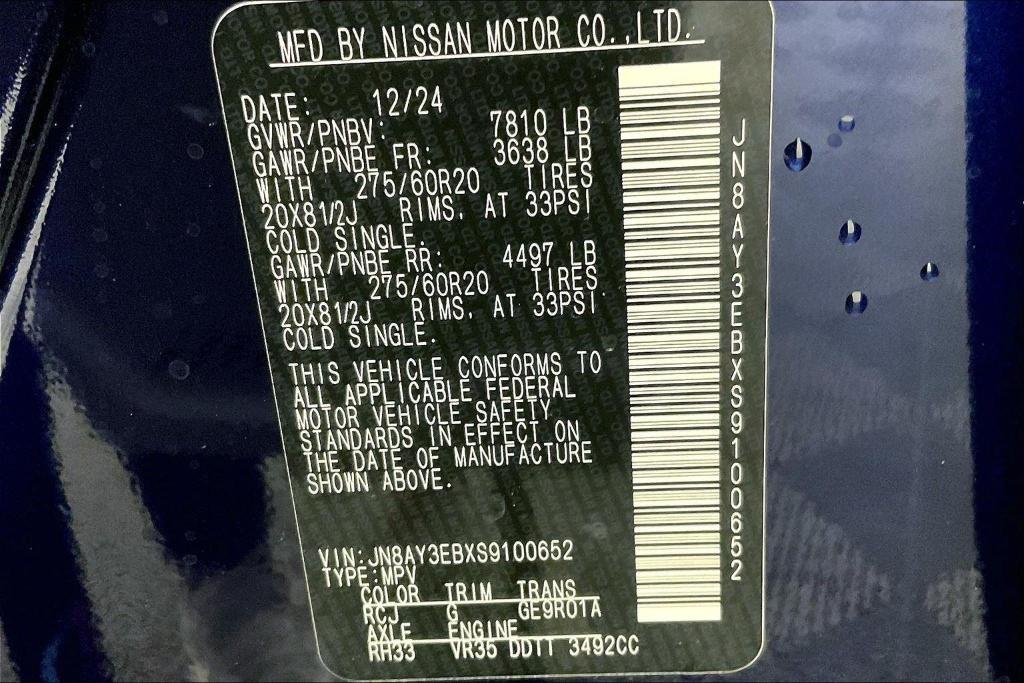 MFD BY NISSAN MOTOR CO.,LTD.
DATE: 12/24
GVWR/PNBV: 7810 LB
GAWR/PNBE FR: 3638 LB
WITH 275/60R20 TIRES
20X81/2J RIMS, AT 33PSI
COLD SINGLE.
GAWR/PNBE RR: 4497 LB
WITH 275/60R20 TIRES
20X81/2J RIMS, AT 33PSI
COLD SINGLE.
THIS VEHICLE CONFORMS TO
ALL APPLICABLE FEDERAL
MOTOR VEHICLE SAFETY
STANDARDS IN EFFECT ON
THE DATE OF MANUFACTURE
SHOWN ABOVE.
VIN:JN8AY3EBXS9100652
TYPE:MPV
COLOR TRIM TRANS
RCJ G GE9R01A
AXLE ENGINE
RH33 VR35 DDTT 3492CC
JN8AY3EBXS9100652